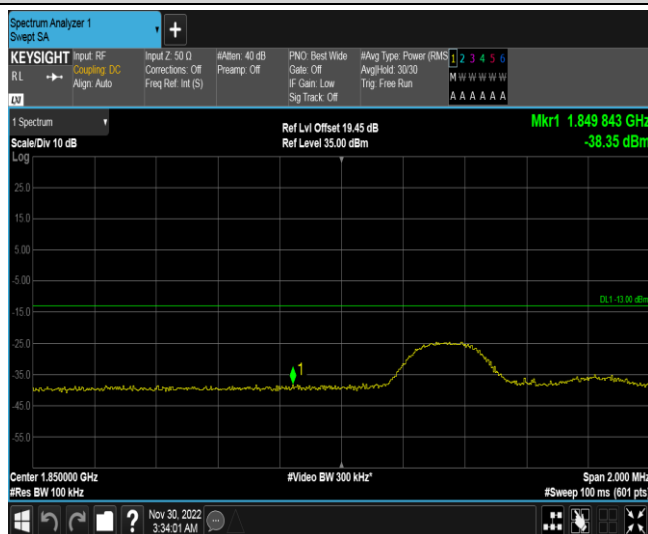 Spectrum Analyzer 1
Swept SA
+
KEYSIGHT
RL
LXI
Input: RF
Coupling: DC
Align: Auto
Input Z: 50 Ω
Corrections: Off
Freq Ref: Int (S)
#Atten: 40 dB
Preamp: Off
PNO: Best Wide
Gate: Off
IF Gain: Low
Sig Track: Off
#Avg Type: Power (RMS
Avg|Hold: 30/30
Trig: Free Run
1 2 3 4 5 6
M W W W W W
A A A A A A
1 Spectrum
Scale/Div 10 dB
Ref Lvl Offset 19.45 dB
Ref Level 35.00 dBm
Mkr1 1.849 843 GHz
-38.35 dBm
Log
25.0
15.0
5.00
-5.00
DL1 -13.00 dBm
-15.0
-25.0
1
-35.0
-45.0
-55.0
Center 1.850000 GHz
#Res BW 100 kHz
#Video BW 300 kHz*
Span 2.000 MHz
#Sweep 100 ms (601 pts)
?
Nov 30, 2022
3:34:01 AM